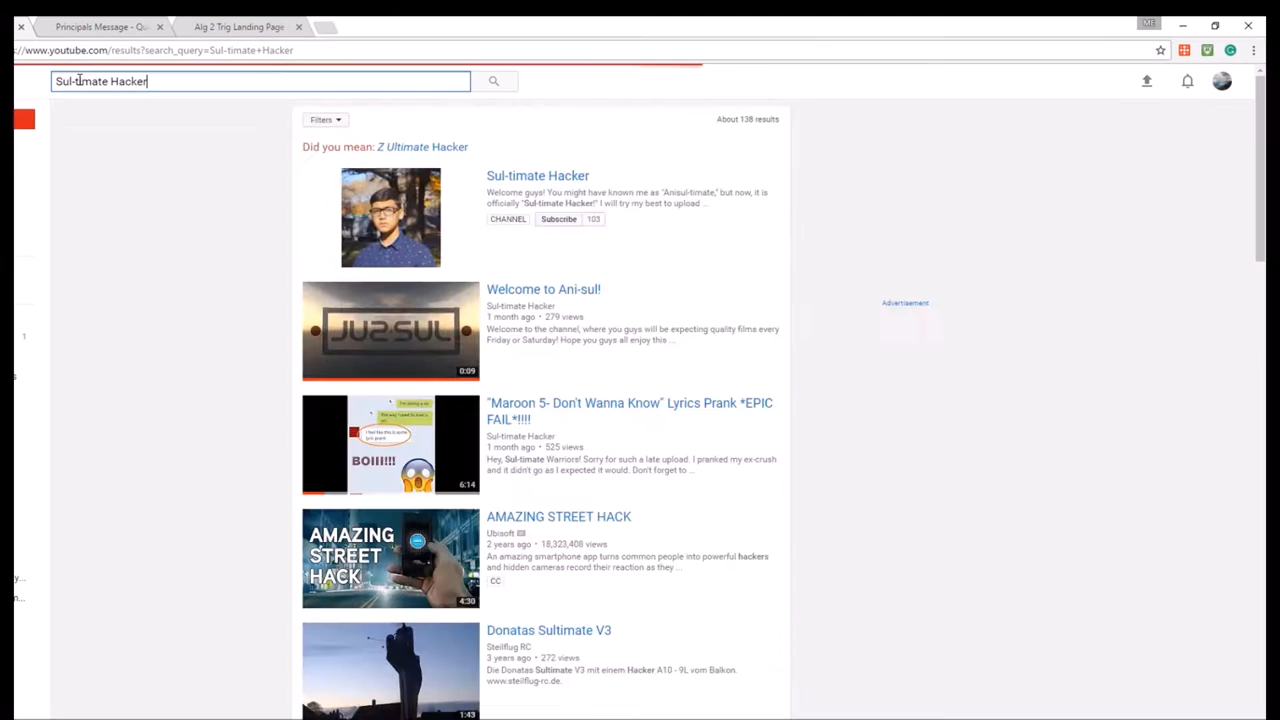 Principals Message - Qu
Alg 2 Trig Landing Page
ME
://www.youtube.com/results?search_query=Sul-timate+Hacker
Sul-timate Hacker
Filters
About 138 results
Did you mean: Z Ultimate Hacker
Sul-timate Hacker
Welcome guys! You might have known me as "Anisul-timate," but now, it is
officially "Sul-timate Hacker!" I will try my best to upload ...
CHANNEL Subscribe 103
Welcome to Ani-sul!
Sul-timate Hacker
1 month ago • 279 views
Welcome to the channel, where you guys will be expecting quality films every
Friday or Saturday! Hope you guys all enjoy this ...
JUSSUL
0:09
Advertisement
1
"Maroon 5- Don't Wanna Know" Lyrics Prank *EPIC
FAIL*!!!!
Sul-timate Hacker
1 month ago • 525 views
Hey, Sul-timate Warriors! Sorry for such a late upload. I pranked my ex-crush
and it didn't go as I expected it would. Don't forget to ...
BOIII!!!
6:14
AMAZING STREET HACK
Ubisoft
2 years ago • 18,323,408 views
An amazing smartphone app turns common people into powerful hackers
and hidden cameras record their reaction as they ...
CC
AMAZING
STREET
HACK
4:30
Donatas Sultimate V3
Steilflug RC
3 years ago • 272 views
Die Donatas Sultimate V3 mit einem Hacker A10 - 9L vom Balkon.
www.steilflug-rc.de.
1:43
y...
m...